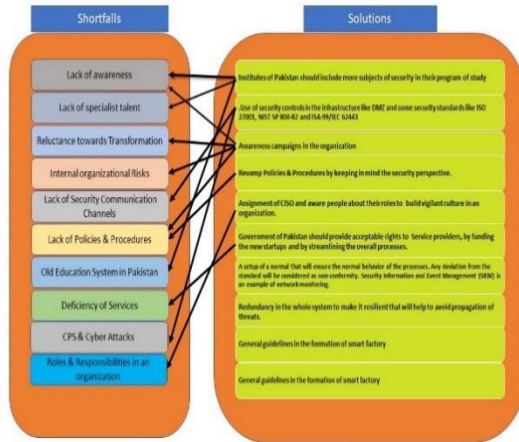 Shortfalls
Lack of awareness
Lack of specialist talent
Reluctance towards Transformation
Internal organizational Risks
Lack of Security Communication
Channels
Lack of Policies & Procedures
Old Education System in Pakistan
Deficiency of Services
CPS & Cyber Attacks
Roles & Responsibilities in an
organization
Solutions
Institutes of Pakistan should include more subjects of security in their program of study
.Use of security controls in the infrastructure like DMZ and some security standards like ISO
27001, NIST SP 800-82 and ISA-99/IEC 62443
Awareness campaigns in the organization
Revamp Policies & Procedures by keeping in mind the security perspective.
Assignment of CISO and aware people about their roles to build vigilant culture in an
organization.
Government of Pakistan should provide acceptable rights to Service providers, by funding
the new startups and by streamlining the overall processes.
A setup of a normal that will ensure the normal behavior of the processes. Any deviation from the
standard will be considered as non-conformity. Security Information and Event Management (SIEM) is
an example of network monitoring.
Redundancy in the whole system to make it resilient that will help to avoid propagation of
threats.
General guidelines in the formation of smart factory
General guidelines in the formation of smart factory